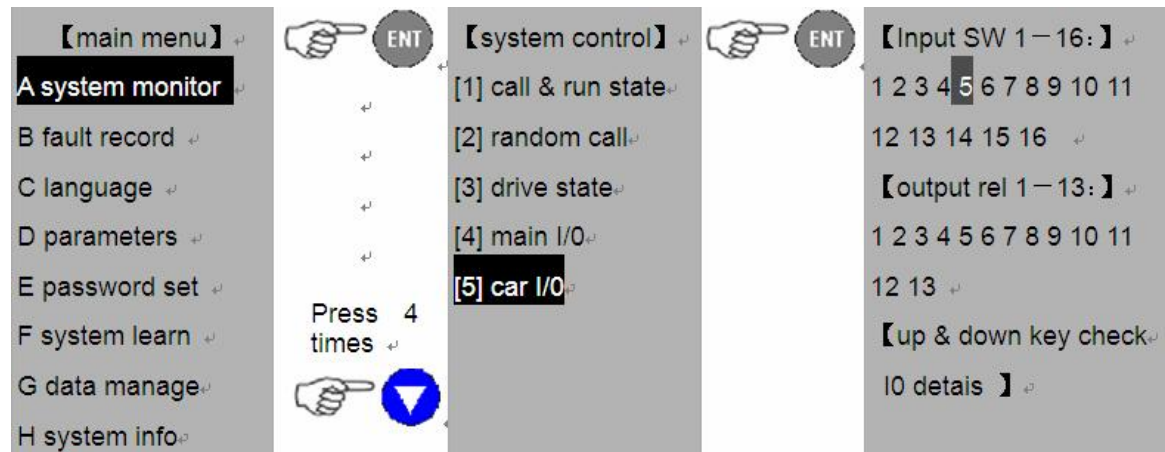 【main menu】
A system monitor
B fault record
C language
D parameters
E password set
F system learn
G data manage
H system info
ENT
Press 4
times
【system control】
[1] call & run state
[2] random call
[3] drive state
[4] main I/0
[5] car I/0
ENT
【Input SW 1－16:】
1 2 3 4 5 6 7 8 9 10 11
12 13 14 15 16
【output rel 1－13:】
1 2 3 4 5 6 7 8 9 10 11
12 13
【up & down key check
I0 detais 】